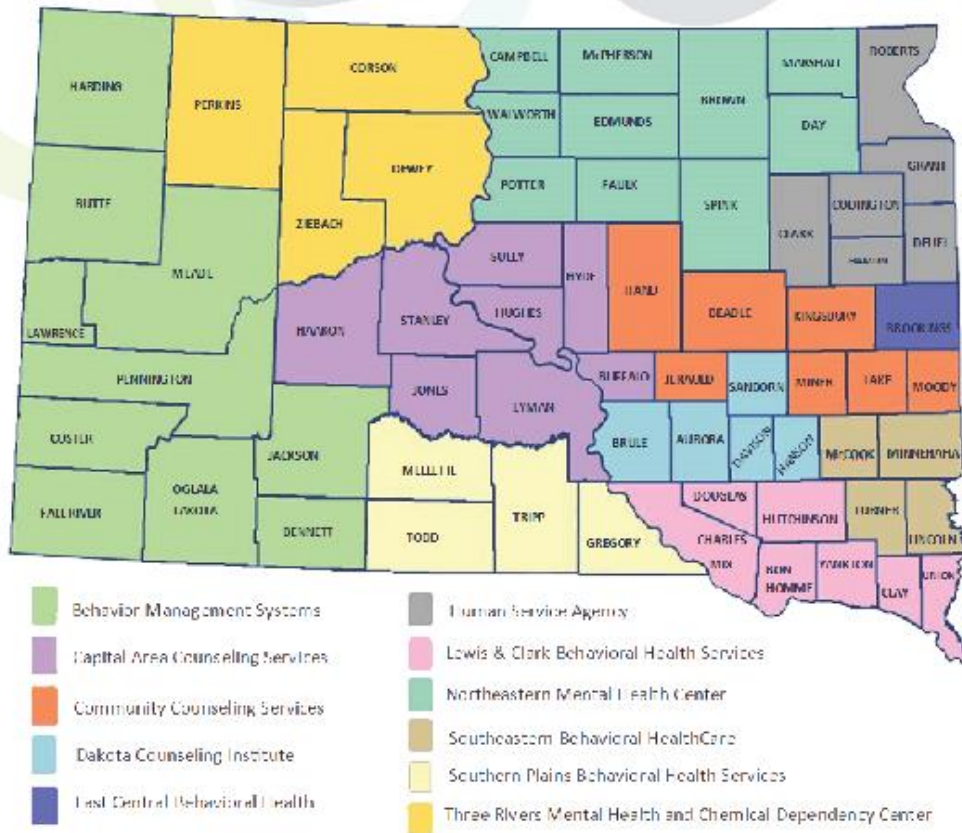 HARDING
PERKINS
CORSON
CAMPBELL
McPHERSON
BROWN
MARSHALL
ROBERTS
WALWORTH
EDMUNDS
DAY
BUTTE
ZIEBACH
DEWEY
POTTER
FAULK
SPINK
CLARK
CODINGTON
GRANT
HAMLIN
DEUEL
MEADE
LAWRENCE
HAAKON
STANLEY
SULLY
HUGHES
HYDE
HAND
BEADLE
KINGSBURY
BROOKINGS
PENNINGTON
JONES
LYMAN
BUFFALO
JERAULD
SANBORN
MINER
LAKE
MOODY
CUSTER
JACKSON
BRULE
AURORA
DAVISON
HANSON
McCOOK
MINNEHAHA
FALL RIVER
OGLALA
LAKOTA
BENNETT
MELLETTE
TODD
TRIPP
GREGORY
DOUGLAS
CHARLES
MIX
HUTCHINSON
TURNER
LINCOLN
BON
HOMME
YANKTON
CLAY
UNION
Behavior Management Systems
Capital Area Counseling Services
Community Counseling Services
Dakota Counseling Institute
East Central Behavioral Health
Human Service Agency
Lewis & Clark Behavioral Health Services
Northeastern Mental Health Center
Southeastern Behavioral HealthCare
Southern Plains Behavioral Health Services
Three Rivers Mental Health and Chemical Dependency Center